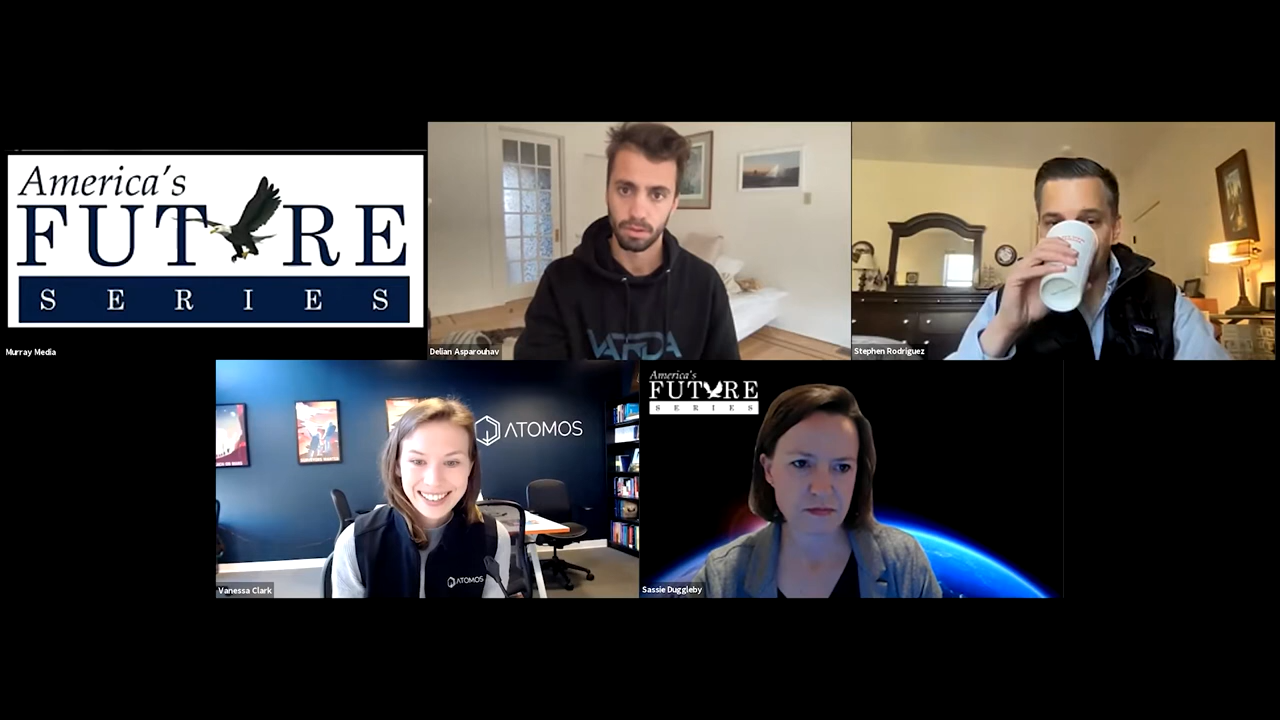 America's
FUTURE
SERIES
Murray Media
VARDA
Delian Asparouhav
Stephen Rodriguez
ATOMOS
ATOMOS
Vanessa Clark
America's
FUTURE
SERIES
Sassie Duggleby